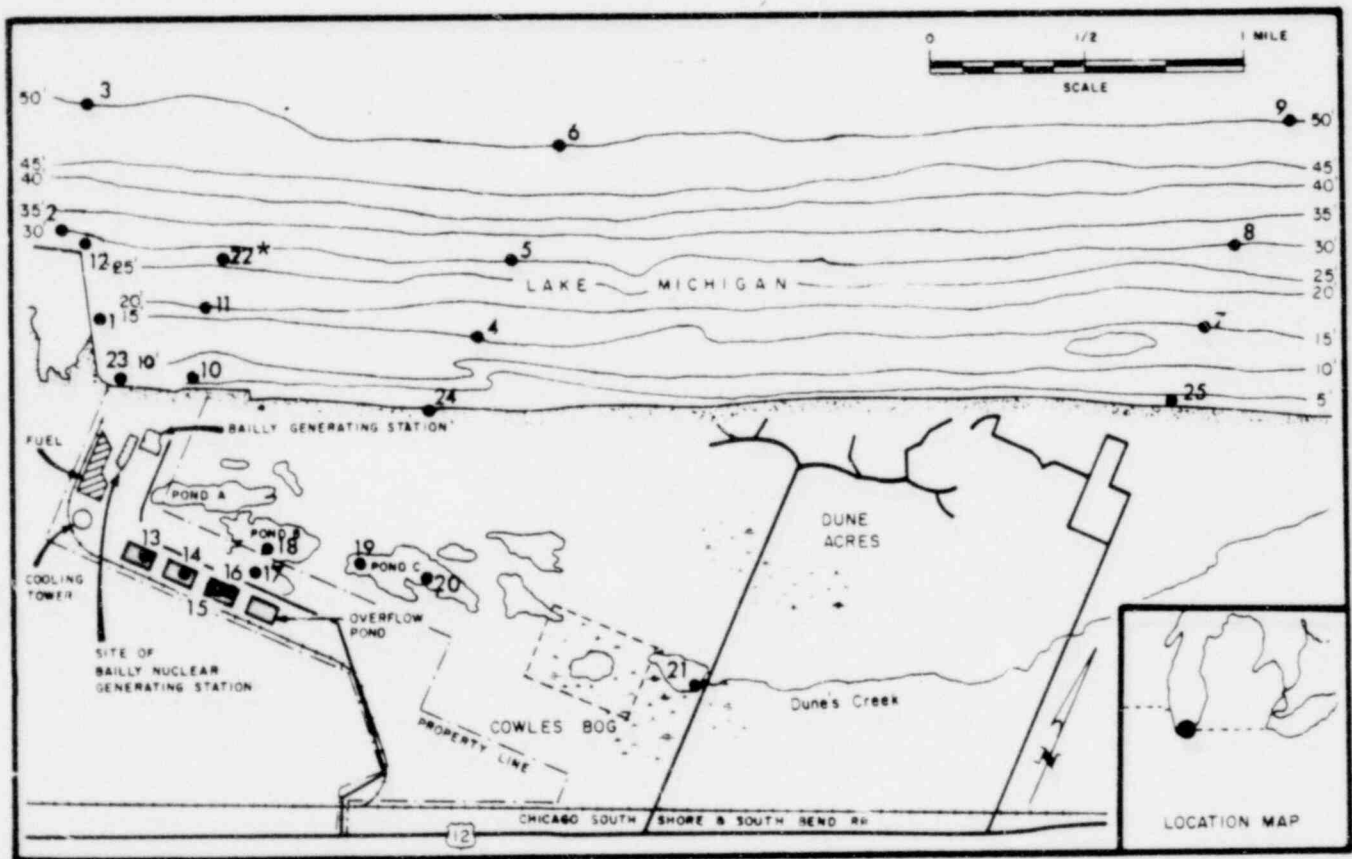 0 1/2 1 MILE
SCALE
3
50'
6
9
50'
45'
45'
40'
40'
35'
35'
2
30'
8
30'
12
25'
22*
5
25'
LAKE MICHIGAN
20'
20'
11
15'
1
4
7
15'
23
10'
10
10'
24
25
5'
FUEL
BAILLY GENERATING STATION
POND A
POND B
18
19
POND C
20
DUNE
ACRES
13
14
16
17
15
COOLING
TOWER
OVERFLOW
POND
SITE OF
BAILLY NUCLEAR
GENERATING STATION
21
Dune's Creek
COWLES BOG
PROPERTY LINE
N
CHICAGO SOUTH SHORE & SOUTH BEND RR
12
LOCATION MAP